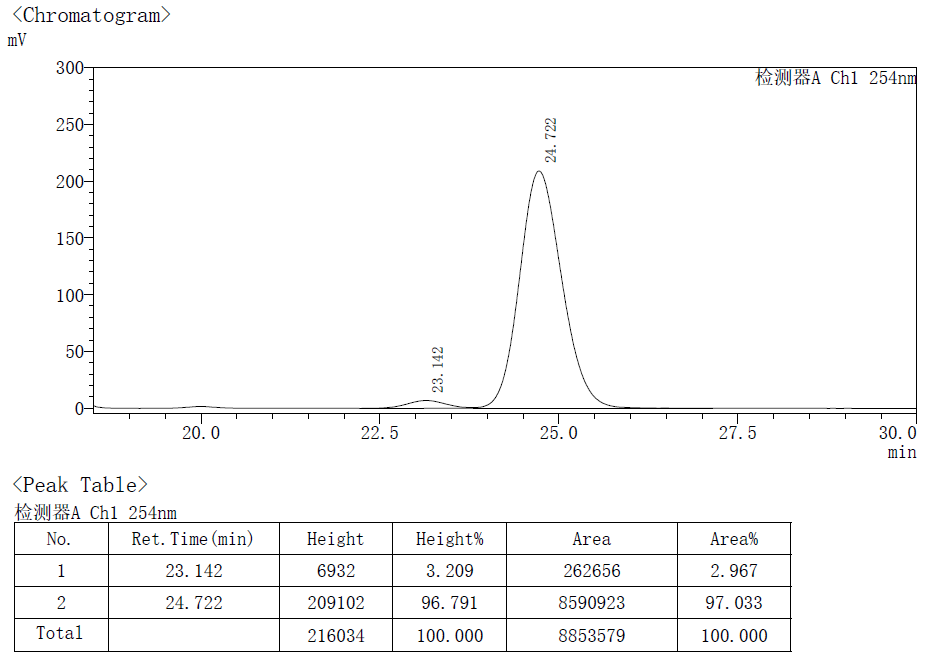 <Chromatogram>
mV
检测器A Ch1 254nm
300
250
200
150
100
50
0
24.722
23.142
20.0 22.5 25.0 27.5 30.0
min
<Peak Table>
检测器A Ch1 254nm
No. Ret.Time(min) Height Height% Area Area%
1 23.142 6932 3.209 262656 2.967
2 24.722 209102 96.791 8590923 97.033
Total 216034 100.000 8853579 100.000